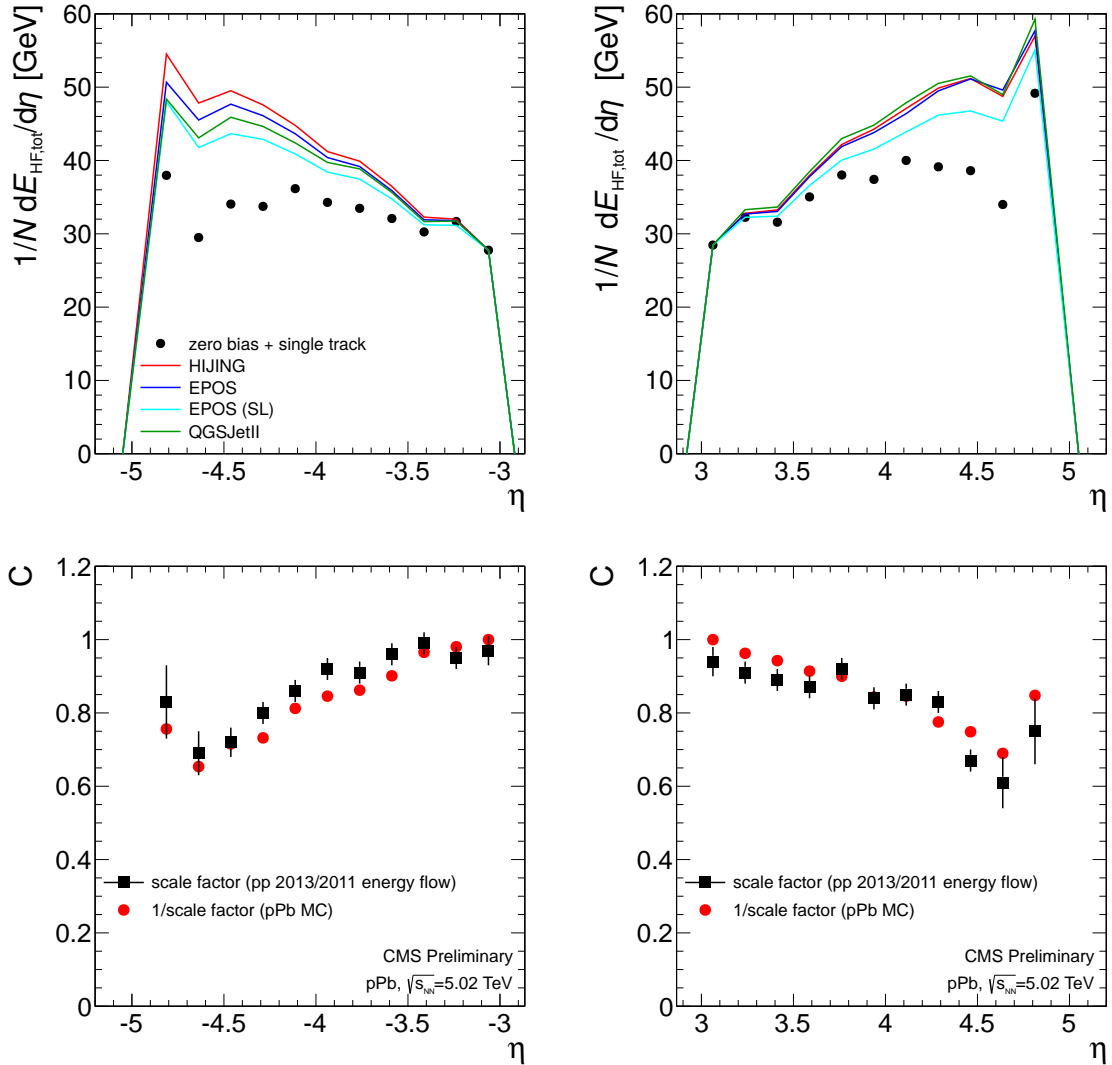 1/N dE_HF,tot/dη [GeV]
60
50
40
30
20
10
0
zero bias + single track
HIJING
EPOS
EPOS (SL)
QGSJetII
-5 -4.5 -4 -3.5 -3
η
1/N dE_HF,tot/dη [GeV]
60
50
40
30
20
10
0
3 3.5 4 4.5 5
η
C
1.2
1
0.8
0.6
0.4
0.2
0
scale factor (pp 2013/2011 energy flow)
1/scale factor (pPb MC)
CMS Preliminary
pPb, √s_NN=5.02 TeV
-5 -4.5 -4 -3.5 -3
η
C
1.2
1
0.8
0.6
0.4
0.2
0
scale factor (pp 2013/2011 energy flow)
1/scale factor (pPb MC)
CMS Preliminary
pPb, √s_NN=5.02 TeV
3 3.5 4 4.5 5
η